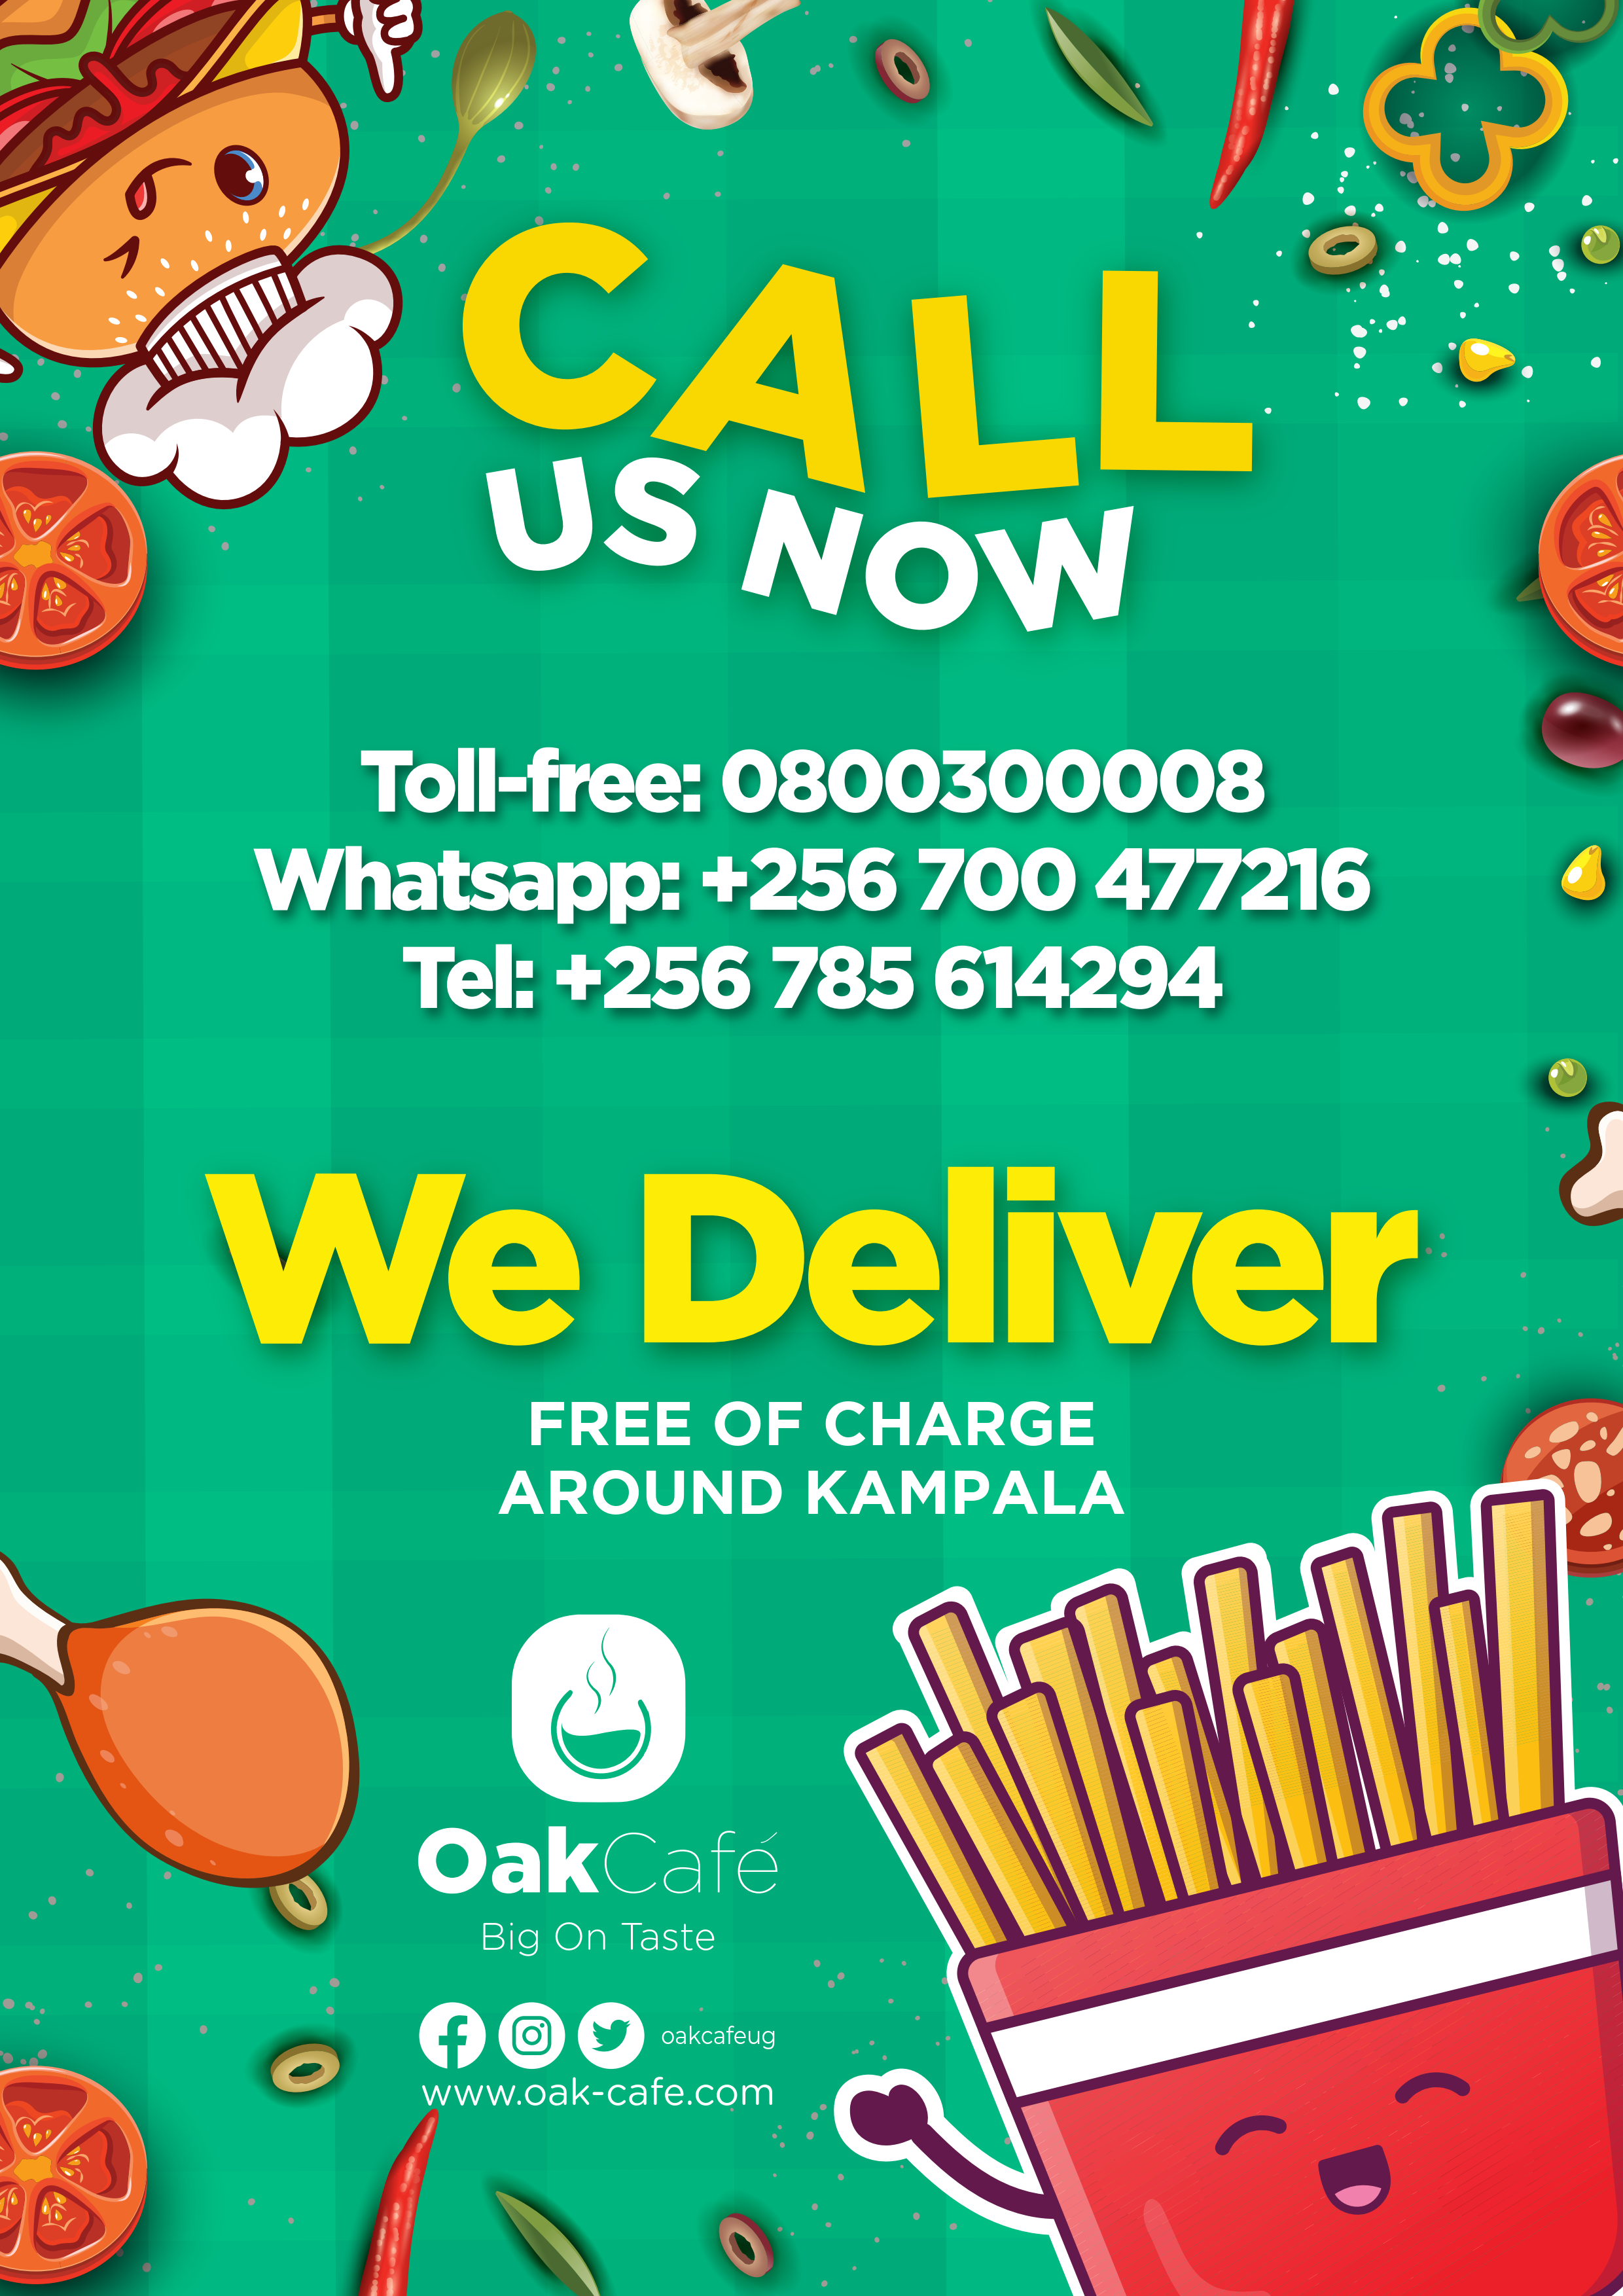 CALL
US NOW
Toll-free: 0800300008
Whatsapp: +256 700 477216
Tel: +256 785 614294
We Deliver
FREE OF CHARGE
AROUND KAMPALA
OakCafé
Big On Taste
oakcafeug
www.oak-cafe.com